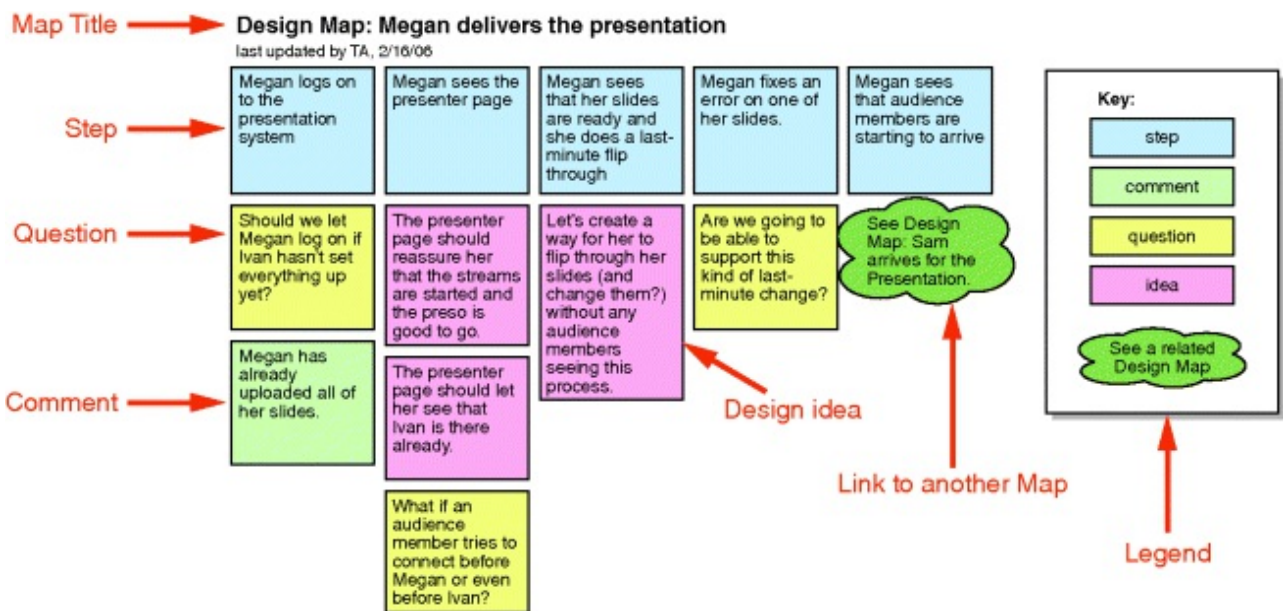 Map Title
Design Map: Megan delivers the presentation
last updated by TA, 2/16/06
Step
Megan logs on
to the
presentation
system
Megan sees the
presenter page
Megan sees
that her slides
are ready and
she does a last-
minute flip
through
Megan fixes an
error on one of
her slides.
Megan sees
that audience
members are
starting to arrive
Question
Should we let
Megan log on if
Ivan hasn't set
everything up
yet?
The presenter
page should
reassure her
that the streams
are started and
the preso is
good to go.
Let's create a
way for her to
flip through her
slides (and
change them?)
without any
audience
members
seeing this
process.
Are we going to
be able to
support this
kind of last-
minute change?
See Design
Map: Sam
arrives for the
Presentation.
Comment
Megan has
already
uploaded all of
her slides.
The presenter
page should let
her see that
Ivan is there
already.
What if an
audience
member tries to
connect before
Megan or even
before Ivan?
Design idea
Link to another Map
Key:
step
comment
question
idea
See a related
Design Map
Legend